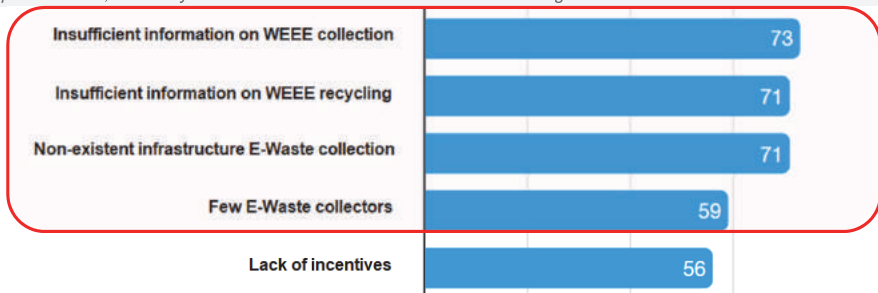 Insufficient information on WEEE collection 73
Insufficient information on WEEE recycling 71
Non-existent infrastructure E-Waste collection 71
Few E-Waste collectors 59
Lack of incentives 56